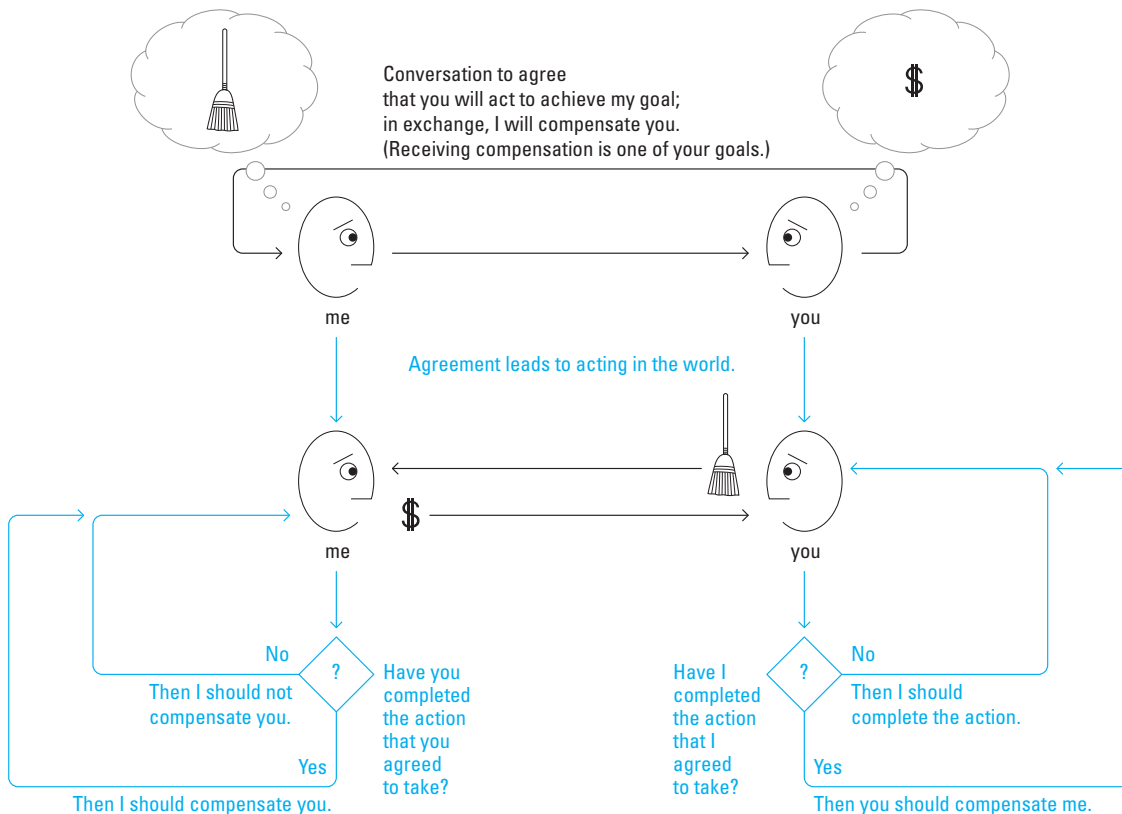 $
Conversation to agree
that you will act to achieve my goal;
in exchange, I will compensate you.
(Receiving compensation is one of your goals.)
me
you
Agreement leads to acting in the world.
$
me
you
No
?
Have you
completed
the action
that you
agreed
to take?
Then I should not
compensate you.
Yes
Then I should compensate you.
Have I
completed
the action
that I
agreed
to take?
?
No
Then I should
complete the action.
Yes
Then you should compensate me.